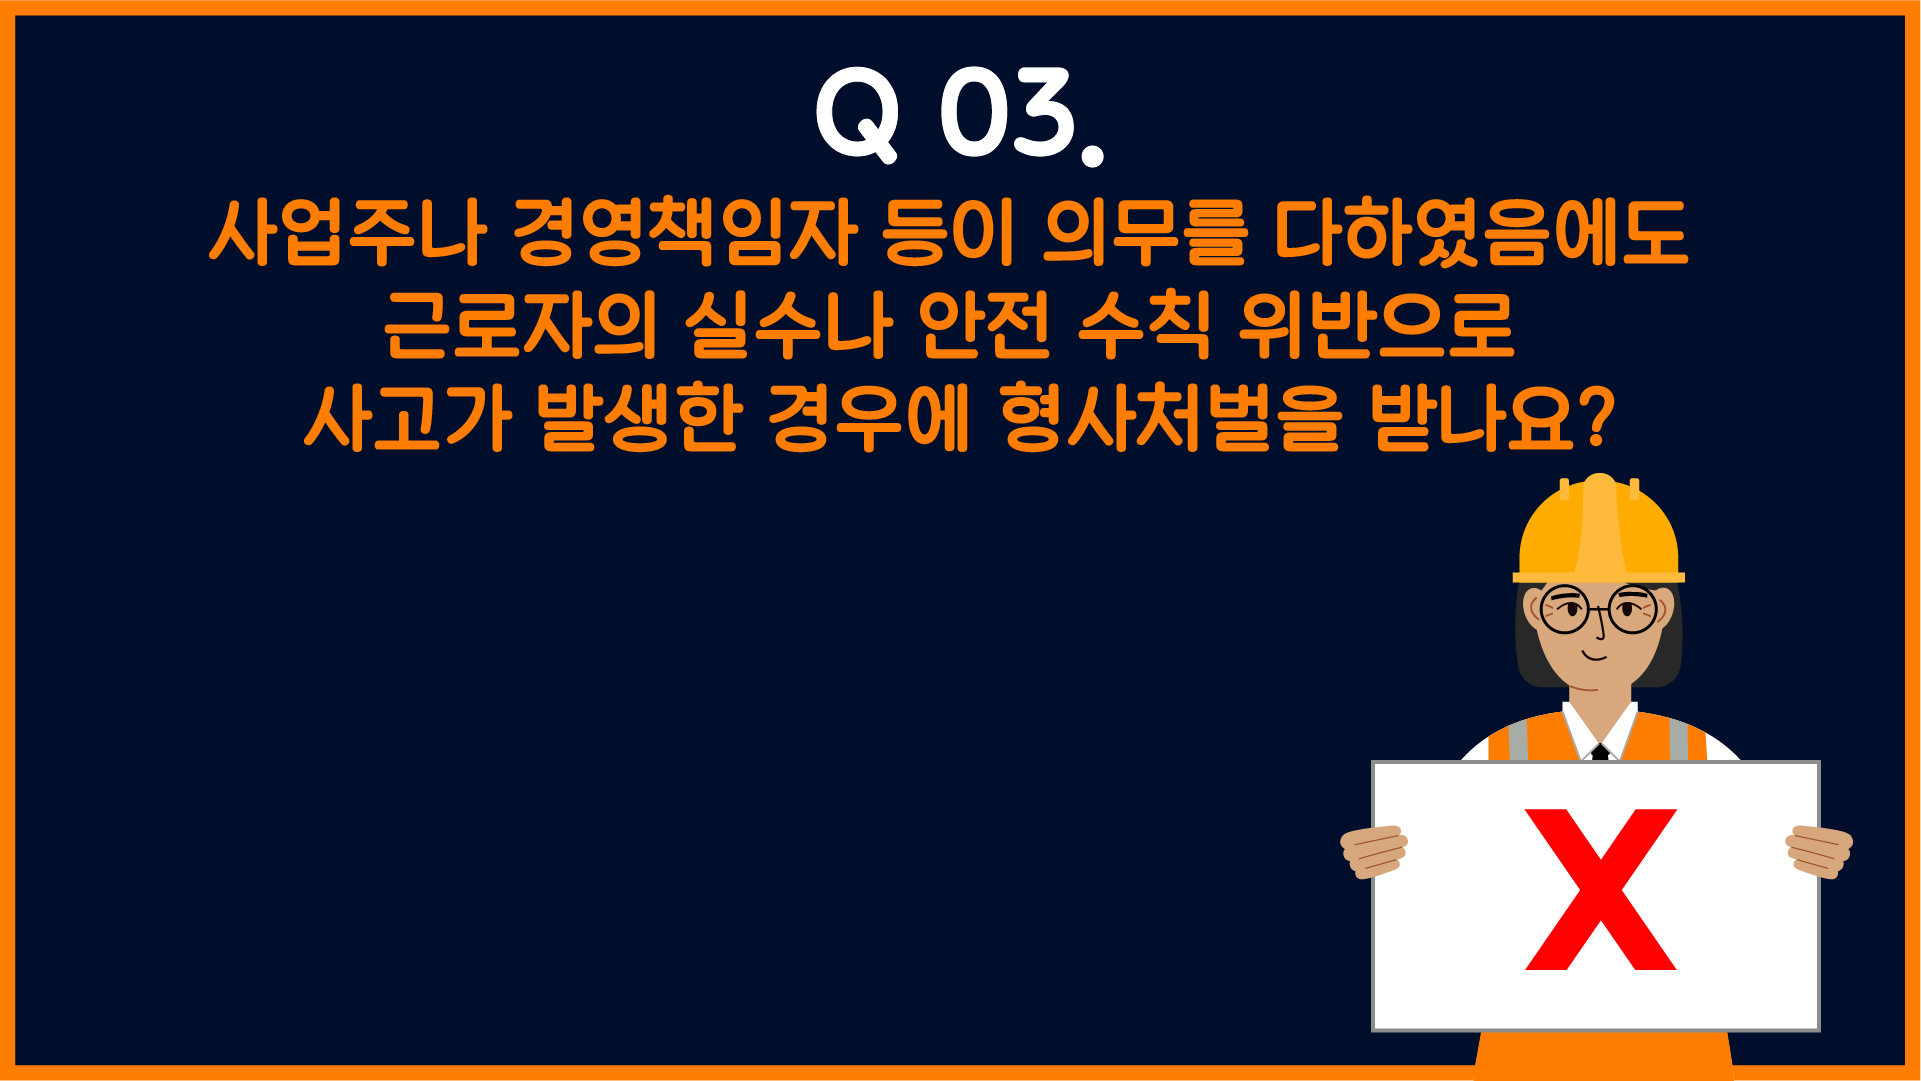 Q 03.
사업주나 경영책임자 등이 의무를 다하였음에도
근로자의 실수나 안전 수칙 위반으로
사고가 발생한 경우에 형사처벌을 받나요?
X